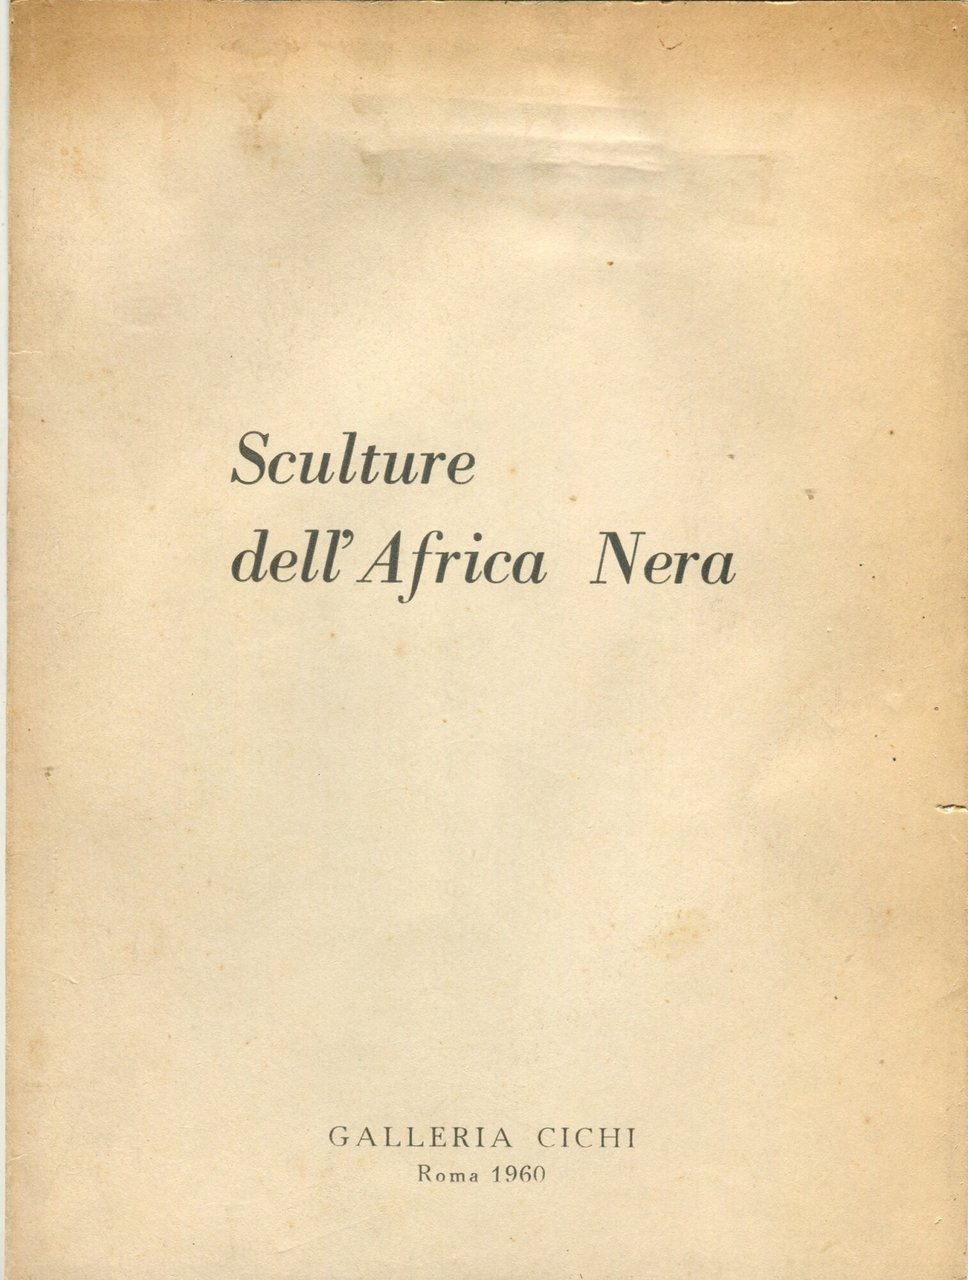 Sculture
dell'Africa Nera
GALLERIA CICHI
Roma 1960